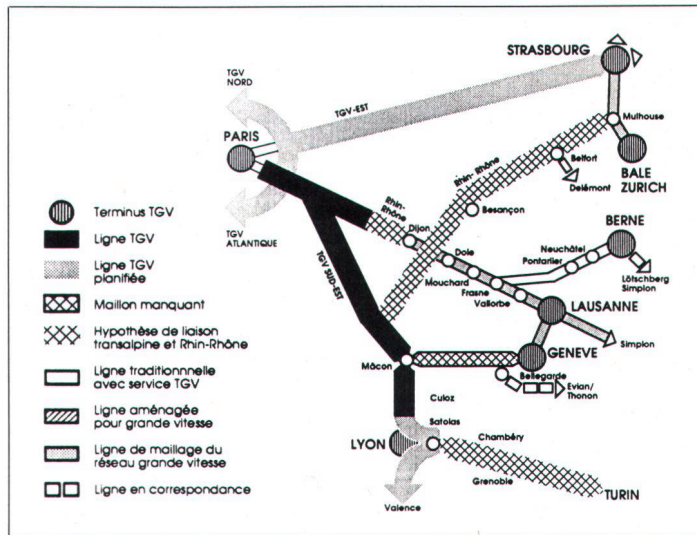 STRASBOURG
TGV
NORD
TGV-EST
PARIS
Mulhouse
Rhin-Rhône
Belfort
BALE
ZURICH
Delémont
Terminus TGV
Rhin-
Rhône
Besançon
TGV
ATLANTIQUE
Dijon
BERNE
Ligne TGV
Dole
Neuchâtel
Pontarlier
Ligne TGV
planifiée
TGV SUD-EST
Mouchard
Frasne
Vallorbe
Lötschberg
Simplon
Maillon manquant
LAUSANNE
Hypothèse de liaison
transalpine et Rhin-Rhône
Simplon
GENEVE
Mâcon
Bellegarde
Ligne traditionnnelle
avec service TGV
Evian/
Thonon
Culoz
Ligne aménagée
pour grande vitesse
Satolas
LYON
Chambéry
Ligne de maillage du
réseau grande vitesse
Grenoble
Ligne en correspondance
TURIN
Valence